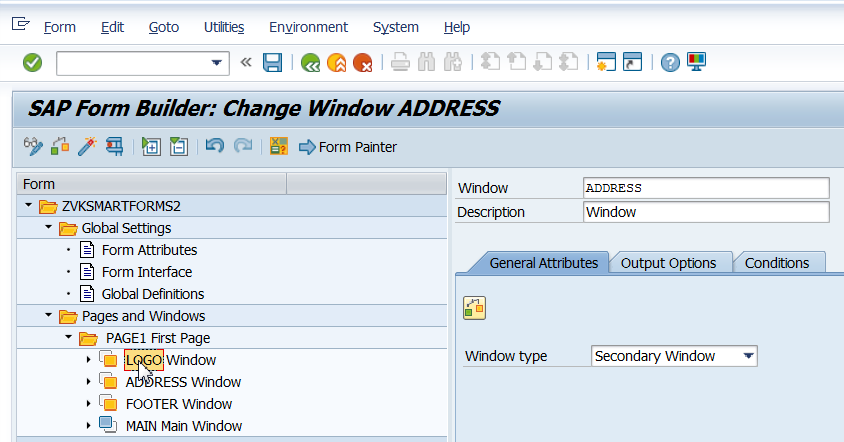 Form Edit Goto Utilities Environment System Help
SAP Form Builder: Change Window ADDRESS
Form Painter
Form
ZVKSMARTFORMS2
Global Settings
Form Attributes
Form Interface
Global Definitions
Pages and Windows
PAGE1 First Page
LOGO Window
ADDRESS Window
FOOTER Window
MAIN Main Window
Window ADDRESS
Description Window
General Attributes Output Options Conditions
Window type Secondary Window